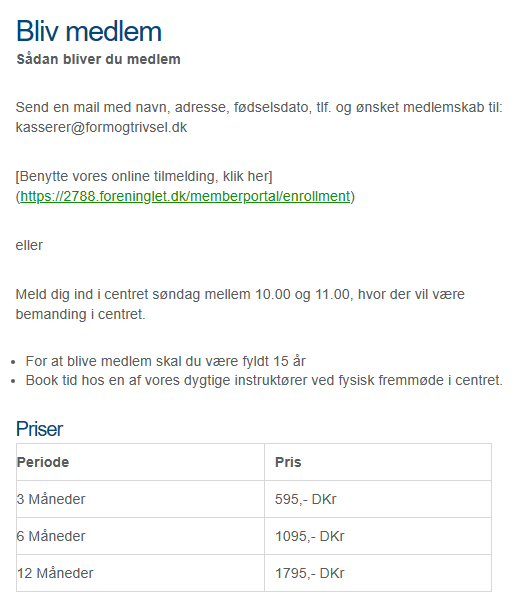 Bliv medlem
Sådan bliver du medlem
Send en mail med navn, adresse, fødselsdato, tlf. og ønsket medlemskab til:
kasserer@formogtrivsel.dk
[Benytte vores online tilmelding, klik her]
(https://2788.foreninglet.dk/memberportal/enrollment)
eller
Meld dig ind i centret søndag mellem 10.00 og 11.00, hvor der vil være
bemanding i centret.
• For at blive medlem skal du være fyldt 15 år
• Book tid hos en af vores dygtige instruktører ved fysisk fremmøde i centret.
Priser
Periode Pris
3 Måneder 595,- DKr
6 Måneder 1095,- DKr
12 Måneder 1795,- DKr